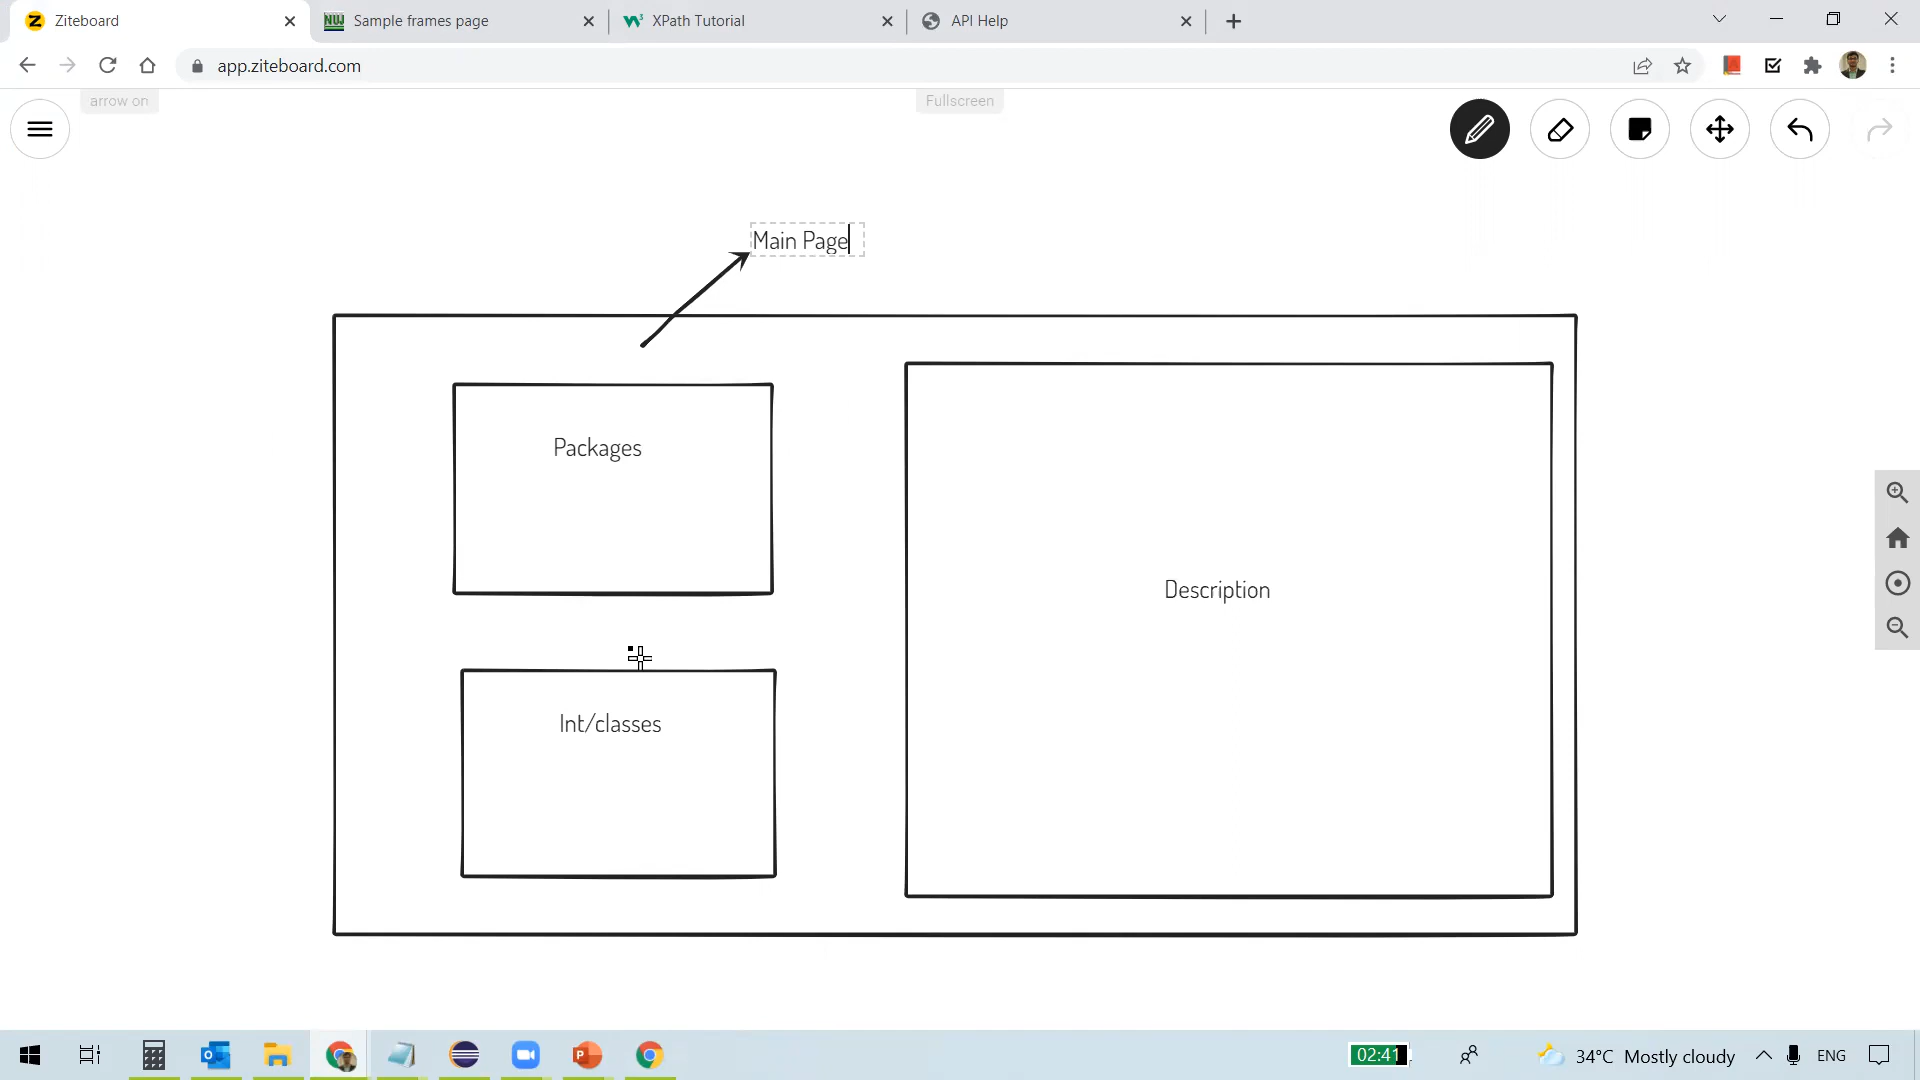 Ziteboard
Sample frames page
XPath Tutorial
API Help
app.ziteboard.com
arrow on
Fullscreen
Main Page
Packages
Description
Int/classes
02:41
34°C Mostly cloudy
ENG